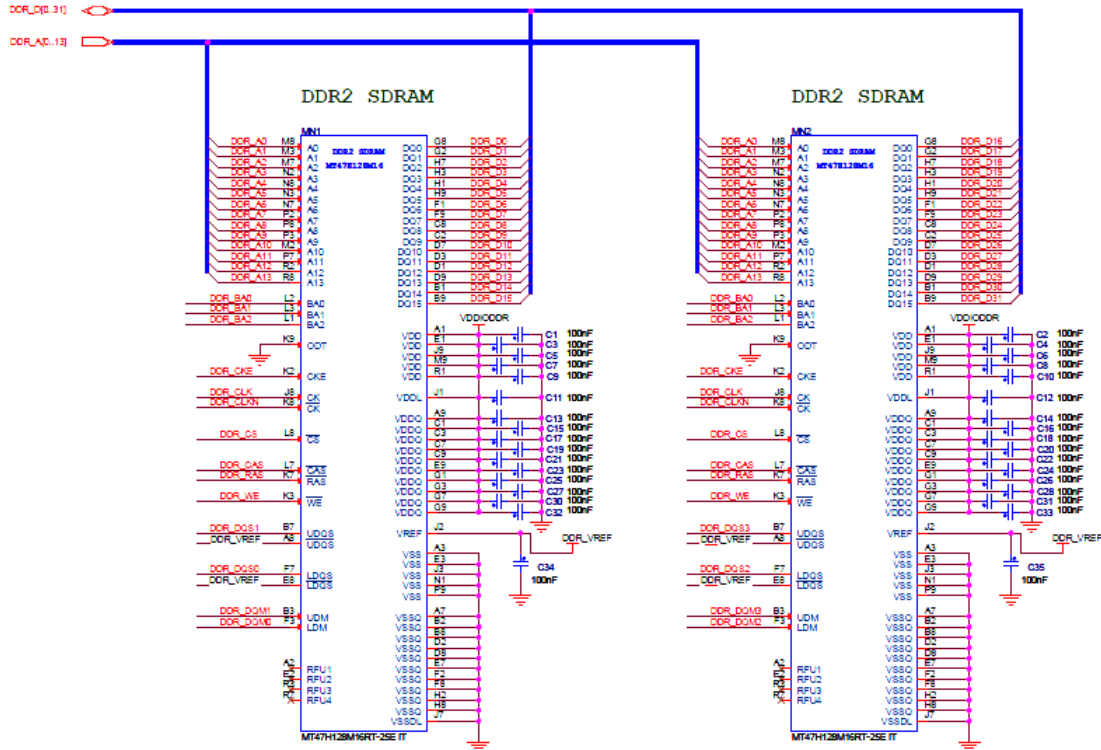 DDR_D[0..31]
DDR_A[0..13]
DDR2 SDRAM
MN1
DDR2 SDRAM
MT47H128M16
DDR_A0 M8 A0
DDR_A1 M3 A1
DDR_A2 M7 A2
DDR_A3 N2 A3
DDR_A4 N8 A4
DDR_A5 N3 A5
DDR_A6 N7 A6
DDR_A7 P2 A7
DDR_A8 P8 A8
DDR_A9 P3 A9
DDR_A10 M2 A10
DDR_A11 P7 A11
DDR_A12 R2 A12
DDR_A13 R8 A13
DDR_BA0 L2 BA0
DDR_BA1 L3 BA1
DDR_BA2 L1 BA2
K9 ODT
DDR_CKE K2 CKE
DDR_CLK J8 CK
DDR_CLKN K8 CK
DDR_CS L8 CS
DDR_CAS L7 CAS
DDR_RAS K7 RAS
DDR_WE K3 WE
DDR_DQS1 B7 UDQS
DDR_VREF A8 UDQS
DDR_DQS0 F7 LDQS
DDR_VREF E8 LDQS
DDR_DQM1 B3 UDM
DDR_DQM0 F3 LDM
A2 RFU1
E2 RFU2
R3 RFU3
R7 RFU4
DQ0 G8 DDR_D0
DQ1 G2 DDR_D1
DQ2 H7 DDR_D2
DQ3 H3 DDR_D3
DQ4 H1 DDR_D4
DQ5 H9 DDR_D5
DQ6 F1 DDR_D6
DQ7 F9 DDR_D7
DQ8 C8 DDR_D8
DQ9 C2 DDR_D9
DQ10 D7 DDR_D10
DQ11 D3 DDR_D11
DQ12 D1 DDR_D12
DQ13 D9 DDR_D13
DQ14 B1 DDR_D14
DQ15 B9 DDR_D15
VDDIODDR
VDD A1 C1 100nF
VDD E1 C3 100nF
VDD J9 C5 100nF
VDD M9 C7 100nF
VDD R1 C9 100nF
VDDL J1 C11 100nF
VDDQ A9 C13 100nF
VDDQ C1 C15 100nF
VDDQ C3 C17 100nF
VDDQ C7 C19 100nF
VDDQ C9 C21 100nF
VDDQ E9 C23 100nF
VDDQ G1 C25 100nF
VDDQ G3 C27 100nF
VDDQ G7 C30 100nF
VDDQ G9 C32 100nF
VREF J2 DDR_VREF
C34
100nF
VSS A3
VSS E3
VSS J3
VSS N1
VSS P9
VSSQ A7
VSSQ B2
VSSQ B8
VSSQ D2
VSSQ D8
VSSQ E7
VSSQ F2
VSSQ F8
VSSQ H2
VSSQ H8
VSSDL J7
MT47H128M16RT-25E IT
DDR2 SDRAM
MN2
DDR2 SDRAM
MT47H128M16
DDR_A0 M8 A0
DDR_A1 M3 A1
DDR_A2 M7 A2
DDR_A3 N2 A3
DDR_A4 N8 A4
DDR_A5 N3 A5
DDR_A6 N7 A6
DDR_A7 P2 A7
DDR_A8 P8 A8
DDR_A9 P3 A9
DDR_A10 M2 A10
DDR_A11 P7 A11
DDR_A12 R2 A12
DDR_A13 R8 A13
DDR_BA0 L2 BA0
DDR_BA1 L3 BA1
DDR_BA2 L1 BA2
K9 ODT
DDR_CKE K2 CKE
DDR_CLK J8 CK
DDR_CLKN K8 CK
DDR_CS L8 CS
DDR_CAS L7 CAS
DDR_RAS K7 RAS
DDR_WE K3 WE
DDR_DQS3 B7 UDQS
DDR_VREF A8 UDQS
DDR_DQS2 F7 LDQS
DDR_VREF E8 LDQS
DDR_DQM3 B3 UDM
DDR_DQM2 F3 LDM
A2 RFU1
E2 RFU2
R3 RFU3
R7 RFU4
DQ0 G8 DDR_D16
DQ1 G2 DDR_D17
DQ2 H7 DDR_D18
DQ3 H3 DDR_D19
DQ4 H1 DDR_D20
DQ5 H9 DDR_D21
DQ6 F1 DDR_D22
DQ7 F9 DDR_D23
DQ8 C8 DDR_D24
DQ9 C2 DDR_D25
DQ10 D7 DDR_D26
DQ11 D3 DDR_D27
DQ12 D1 DDR_D28
DQ13 D9 DDR_D29
DQ14 B1 DDR_D30
DQ15 B9 DDR_D31
VDDIODDR
VDD A1 C2 100nF
VDD E1 C4 100nF
VDD J9 C6 100nF
VDD M9 C8 100nF
VDD R1 C10 100nF
VDDL J1 C12 100nF
VDDQ A9 C14 100nF
VDDQ C1 C16 100nF
VDDQ C3 C18 100nF
VDDQ C7 C20 100nF
VDDQ C9 C22 100nF
VDDQ E9 C24 100nF
VDDQ G1 C26 100nF
VDDQ G3 C28 100nF
VDDQ G7 C31 100nF
VDDQ G9 C33 100nF
VREF J2 DDR_VREF
C35
100nF
VSS A3
VSS E3
VSS J3
VSS N1
VSS P9
VSSQ A7
VSSQ B2
VSSQ B8
VSSQ D2
VSSQ D8
VSSQ E7
VSSQ F2
VSSQ F8
VSSQ H2
VSSQ H8
VSSDL J7
MT47H128M16RT-25E IT